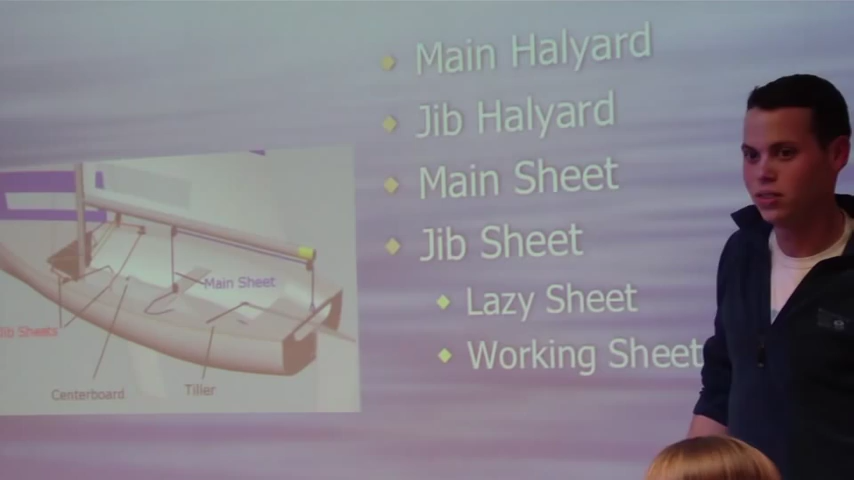 Main Halyard
Jib Halyard
Main Sheet
Jib Sheet
Lazy Sheet
Working Sheet
Main Sheet
Jib Sheets
Centerboard
Tiller